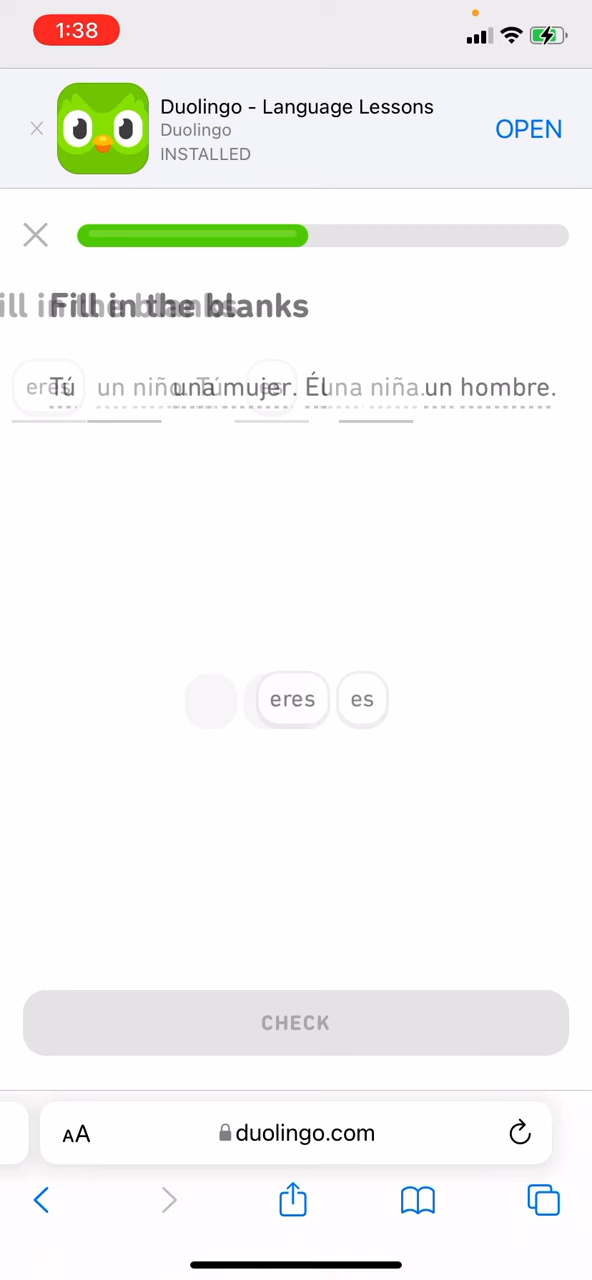 1:38
Duolingo - Language Lessons
Duolingo
INSTALLED
OPEN
Fill in the blanks
Tú una mujer. Él un hombre.
eres un niño. Tú es una niña.
eres es
CHECK
AA duolingo.com